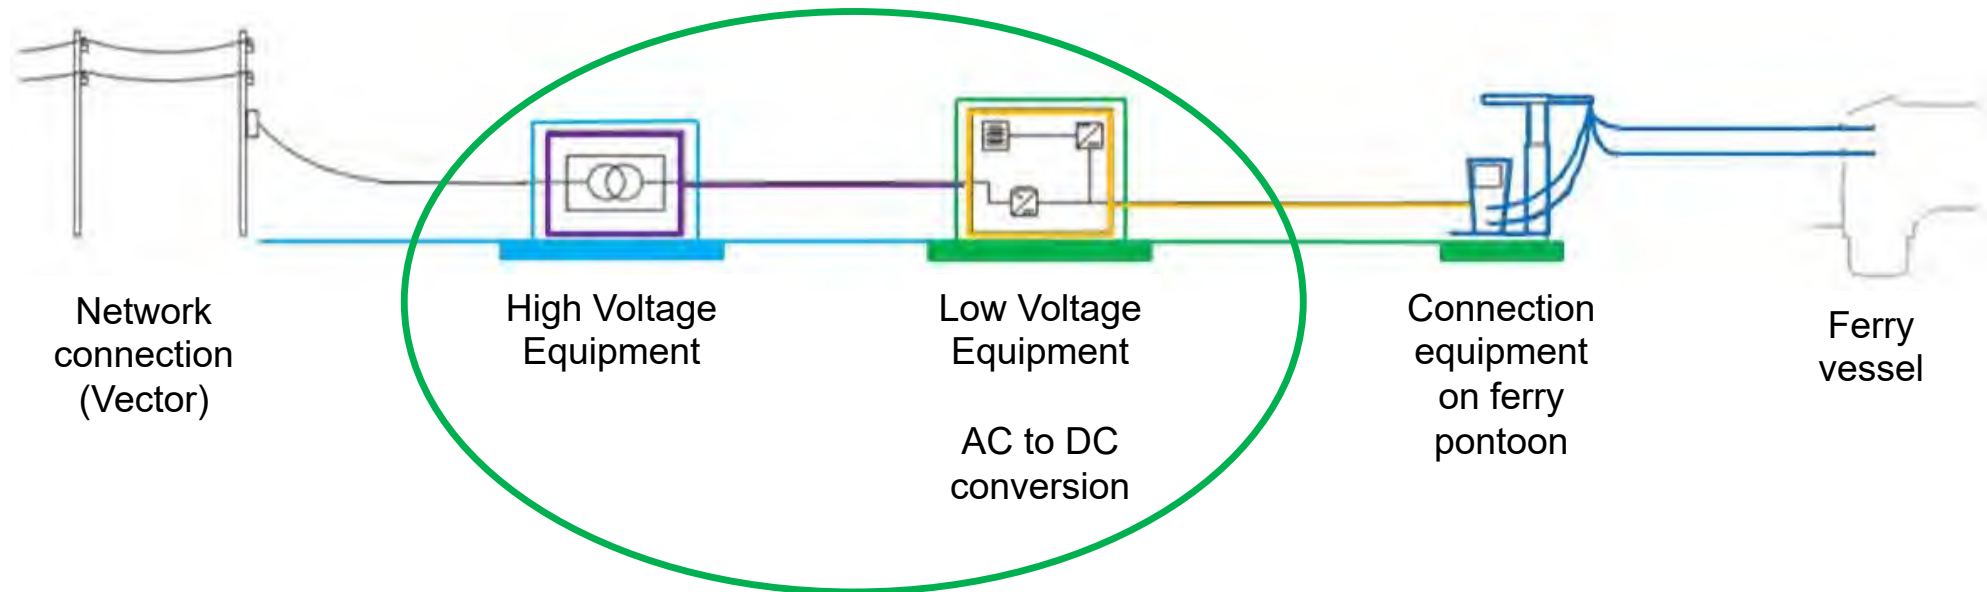 Network
connection
(Vector)
High Voltage
Equipment
Low Voltage
Equipment
AC to DC
conversion
Connection
equipment
on ferry
pontoon
Ferry
vessel